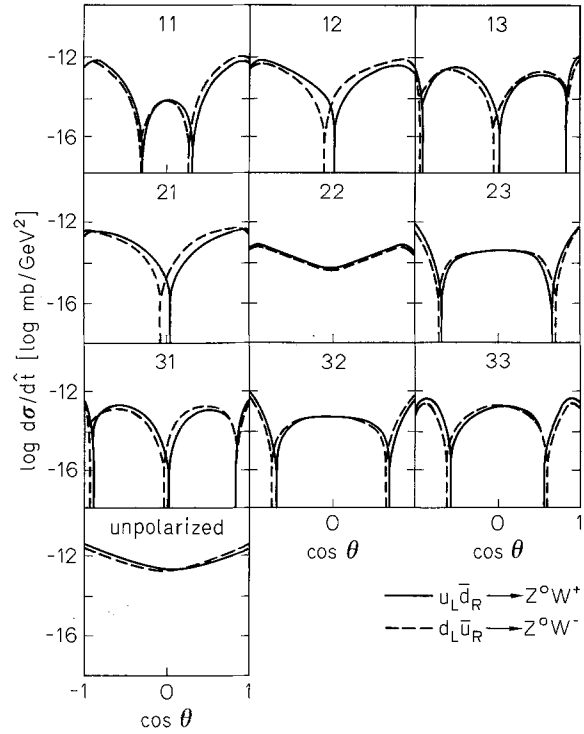 11 12 13
-12
-16
21 22 23
-12
-16
log dσ/dt̂ [log mb/GeV²]
31 32 33
-12
-16
unpolarized
0 0 1
cos θ cos θ
-12
-16
-1 0 1
cos θ
u_L d̄_R → Z⁰W⁺
d_L ū_R → Z⁰W⁻